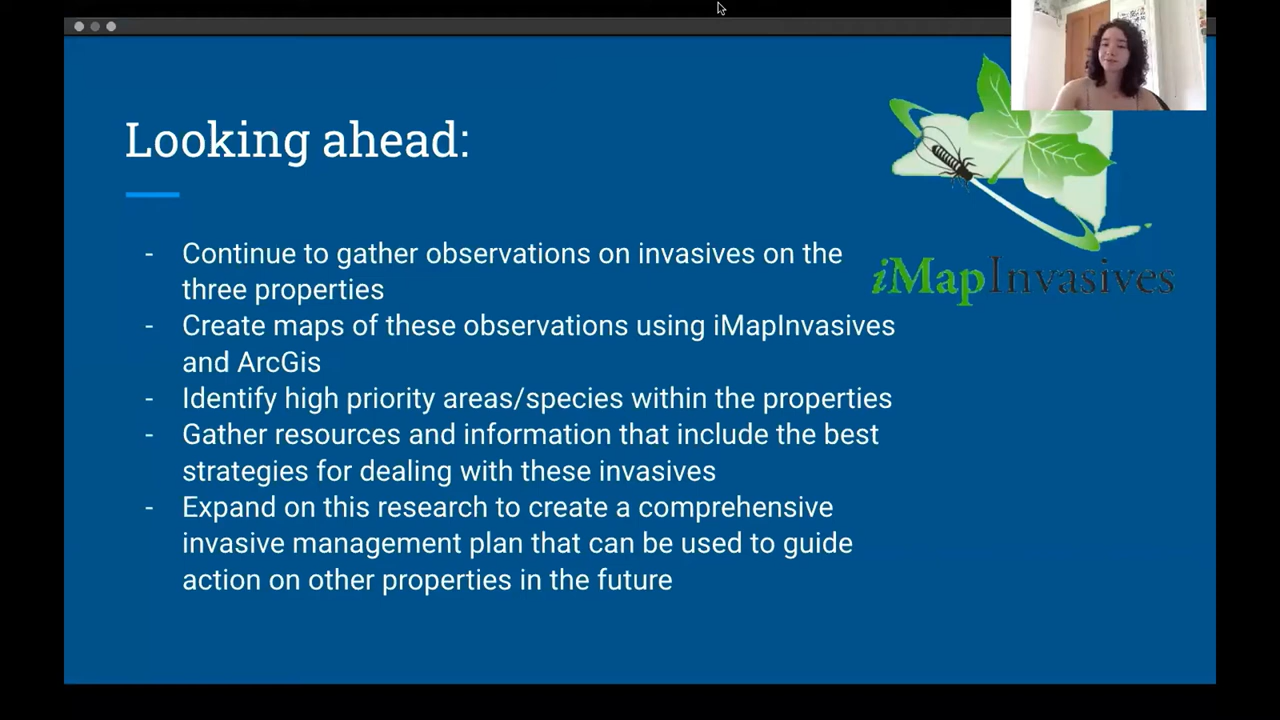 Looking ahead:
- Continue to gather observations on invasives on the
three properties
- Create maps of these observations using iMapInvasives
and ArcGis
- Identify high priority areas/species within the properties
- Gather resources and information that include the best
strategies for dealing with these invasives
- Expand on this research to create a comprehensive
invasive management plan that can be used to guide
action on other properties in the future
iMapInvasives